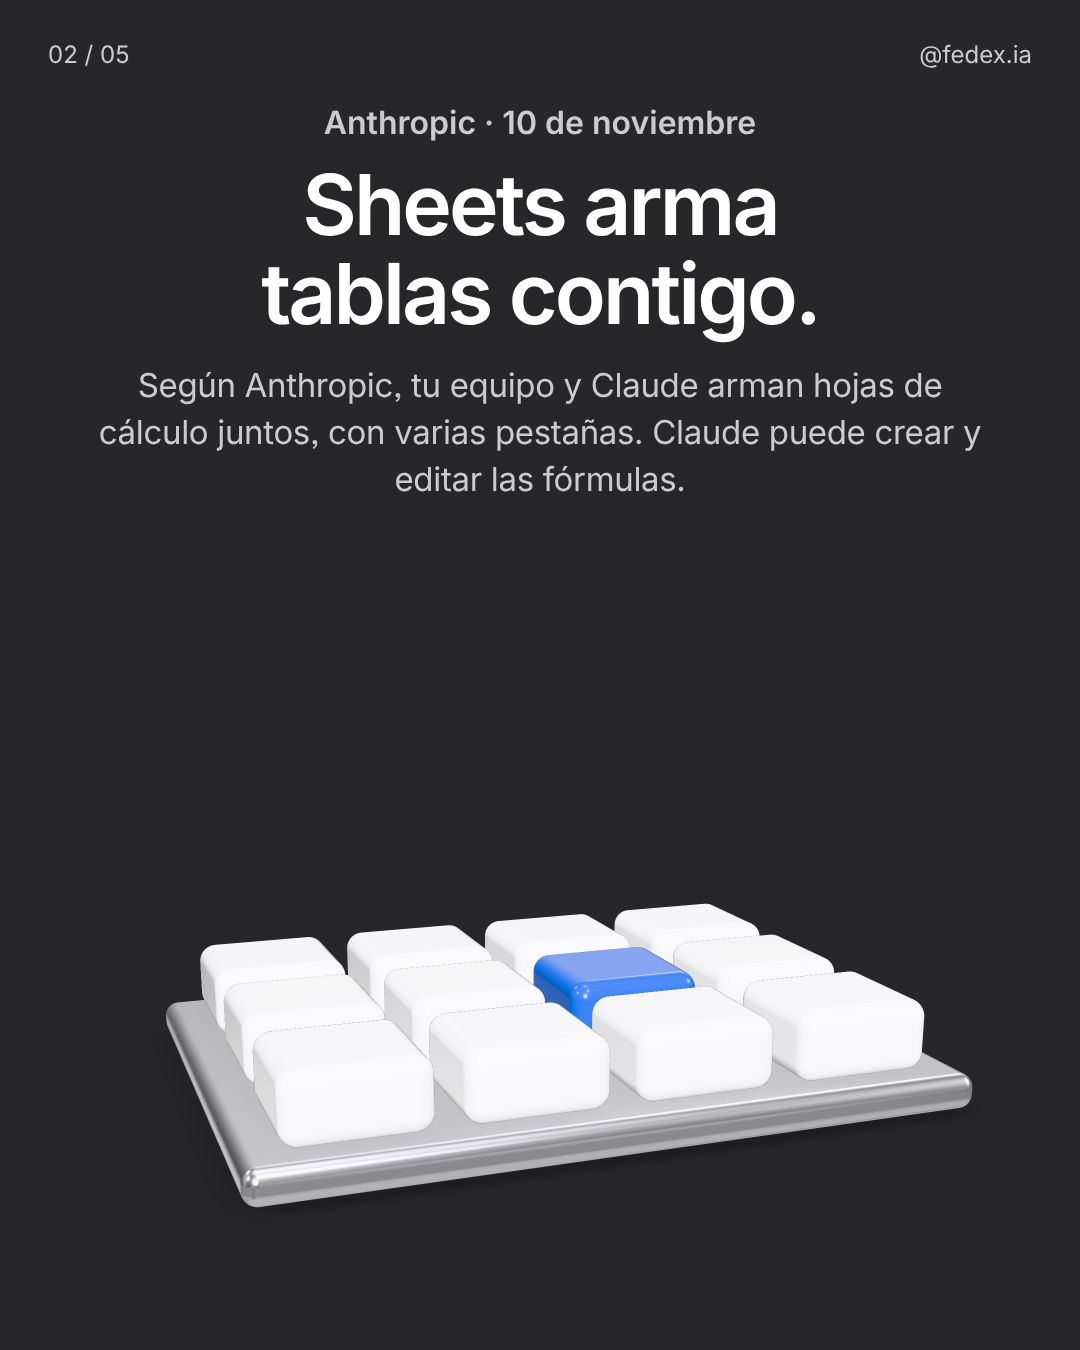 02 / 05
@fedex.ia
Anthropic · 10 de noviembre
Sheets arma
tablas contigo.
Según Anthropic, tu equipo y Claude arman hojas de
cálculo juntos, con varias pestañas. Claude puede crear y
editar las fórmulas.